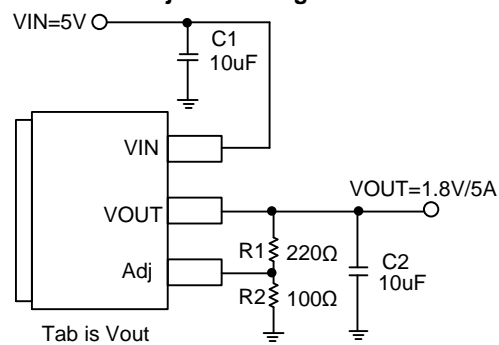 VIN=5V
C1
10uF
VIN
VOUT
VOUT=1.8V/5A
R1 220Ω
Adj
C2
10uF
R2 100Ω
Tab is Vout